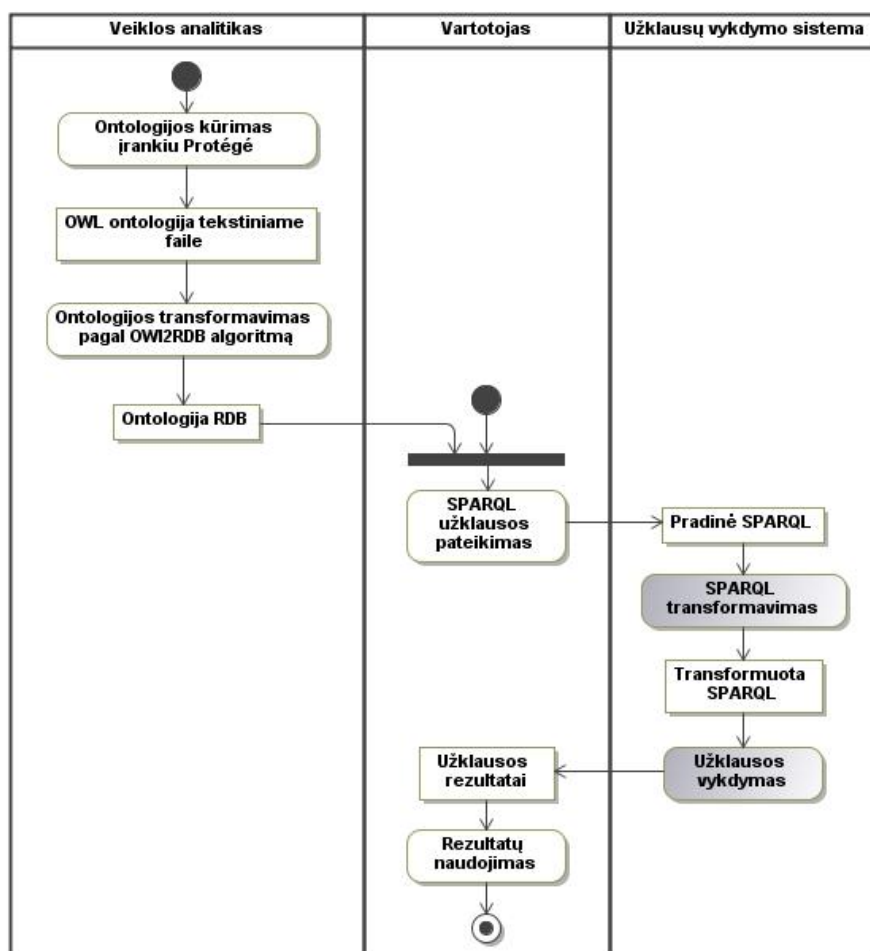 Veiklos analitikas
Vartotojas
Užklausų vykdymo sistema
Ontologijos kūrimas
įrankiu Protégé
OWL ontologija tekstiniame
faile
Ontologijos transformavimas
pagal OWl2RDB algoritmą
Ontologija RDB
SPARQL
užklausos
pateikimas
Pradinė SPARQL
SPARQL
transformavimas
Transformuota
SPARQL
Užklausos
vykdymas
Užklausos
rezultatai
Rezultatų
naudojimas